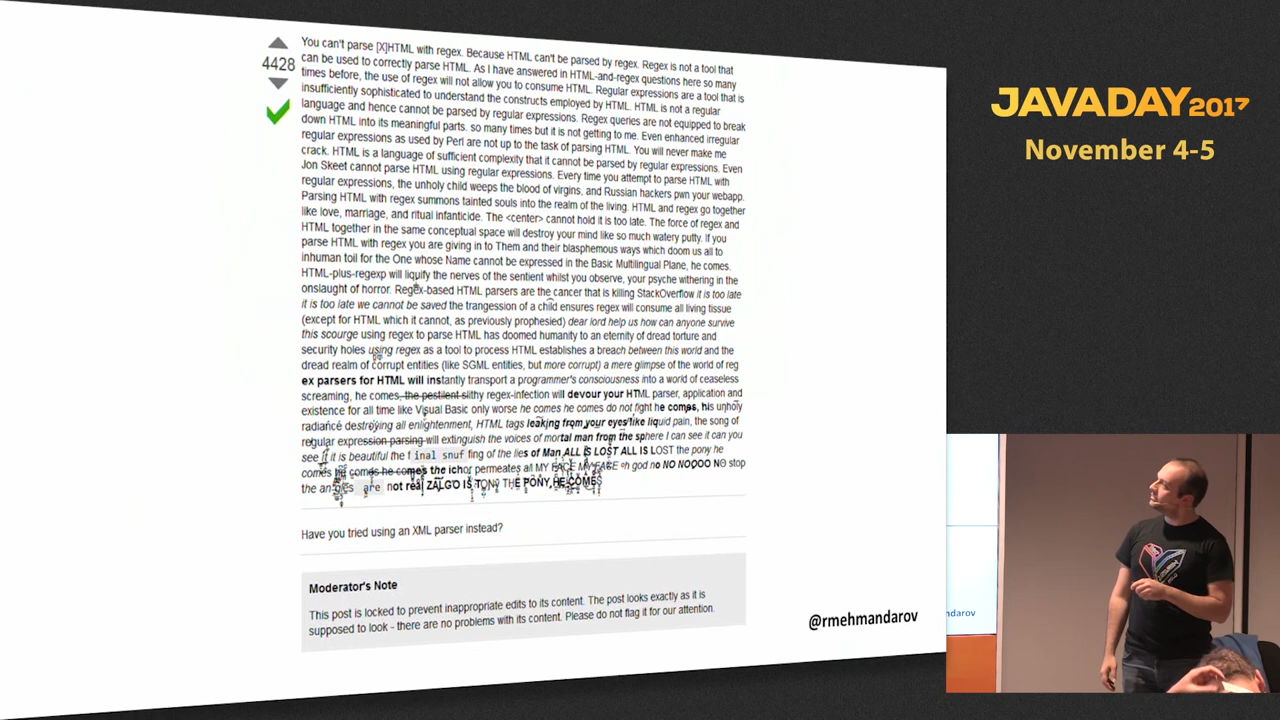 4428
You can't parse [X]HTML with regex. Because HTML can't be parsed by regex. Regex is not a tool that
can be used to correctly parse HTML. As I have answered in HTML-and-regex questions here so many
times before, the use of regex will not allow you to consume HTML. Regular expressions are a tool that is
insufficiently sophisticated to understand the constructs employed by HTML. HTML is not a regular
language and hence cannot be parsed by regular expressions. Regex queries are not equipped to break
down HTML into its meaningful parts. so many times but it is not getting to me. Even enhanced irregular
regular expressions as used by Perl are not up to the task of parsing HTML. You will never make me
crack. HTML is a language of sufficient complexity that it cannot be parsed by regular expressions. Even
Jon Skeet cannot parse HTML using regular expressions. Every time you attempt to parse HTML with
regular expressions, the unholy child weeps the blood of virgins, and Russian hackers pwn your webapp.
Parsing HTML with regex summons tainted souls into the realm of the living. HTML and regex go together
like love, marriage, and ritual infanticide. The <center> cannot hold it is too late. The force of regex and
HTML together in the same conceptual space will destroy your mind like so much watery putty. If you
parse HTML with regex you are giving in to Them and their blasphemous ways which doom us all to
inhuman toil for the One whose Name cannot be expressed in the Basic Multilingual Plane, he comes.
HTML-plus-regexp will liquify the nerves of the sentient whilst you observe, your psyche withering in the
onslaught of horror. Regex-based HTML parsers are the cancer that is killing StackOverflow it is too late
it is too late we cannot be saved the trangession of a child ensures regex will consume all living tissue
(except for HTML which it cannot, as previously prophesied) dear lord help us how can anyone survive
this scourge using regex to parse HTML has doomed humanity to an eternity of dread torture and
security holes using regex as a tool to process HTML establishes a breach between this world and the
dread realm of corrupt entities (like SGML entities, but more corrupt) a mere glimpse of the world of reg
ex parsers for HTML will instantly transport a programmer's consciousness into a world of ceaseless
screaming, he comes, the pestilent slithy regex-infection will devour your HTML parser, application and
existence for all time like Visual Basic only worse he comes he comes do not fight he comes, his unholy
radiancé destroying all enlightenment, HTML tags leaking from your eyes like liquid pain, the song of
regular expression parsing will extinguish the voices of mortal man from the sphere I can see it can you
see it it is beautiful the f inal snuf fing of the lies of Man ALL IS LOST ALL IS LOST the pony he
comes he comes he comes the ichor permeates all MY FACE MY FACE oh god no NO NOOOO NO stop
the an gles are not real ZALGO IS TONY THE PONY, HE COMES
Have you tried using an XML parser instead?
Moderator's Note
This post is locked to prevent inappropriate edits to its content. The post looks exactly as it is
supposed to look - there are no problems with its content. Please do not flag it for our attention.
@rmehmandarov
JAVADAY 2017
November 4-5
ndarov